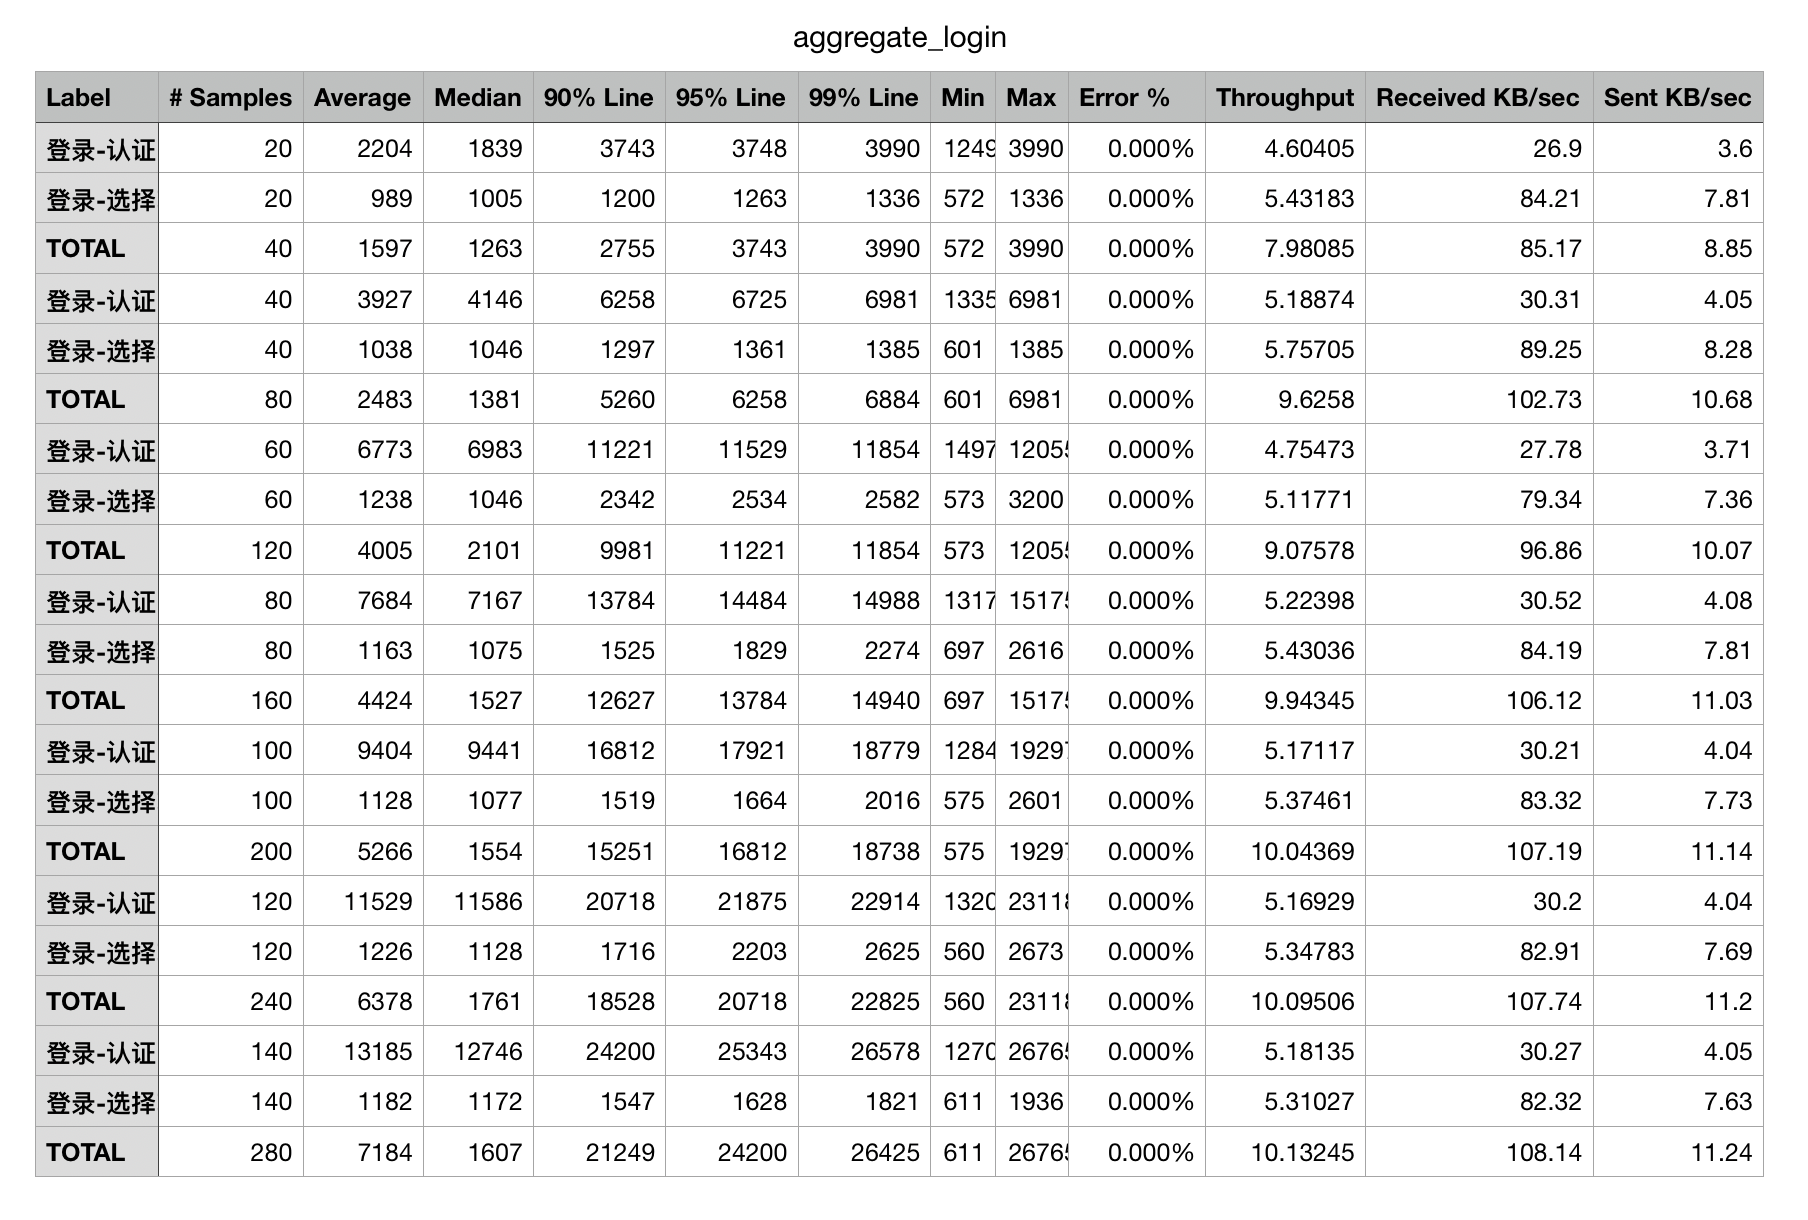 aggregate_login
Label # Samples Average Median 90% Line 95% Line 99% Line Min Max Error % Throughput Received KB/sec Sent KB/sec
登录-认证 20 2204 1839 3743 3748 3990 1249 3990 0.000% 4.60405 26.9 3.6
登录-选择 20 989 1005 1200 1263 1336 572 1336 0.000% 5.43183 84.21 7.81
TOTAL 40 1597 1263 2755 3743 3990 572 3990 0.000% 7.98085 85.17 8.85
登录-认证 40 3927 4146 6258 6725 6981 1335 6981 0.000% 5.18874 30.31 4.05
登录-选择 40 1038 1046 1297 1361 1385 601 1385 0.000% 5.75705 89.25 8.28
TOTAL 80 2483 1381 5260 6258 6884 601 6981 0.000% 9.6258 102.73 10.68
登录-认证 60 6773 6983 11221 11529 11854 1497 12055 0.000% 4.75473 27.78 3.71
登录-选择 60 1238 1046 2342 2534 2582 573 3200 0.000% 5.11771 79.34 7.36
TOTAL 120 4005 2101 9981 11221 11854 573 12055 0.000% 9.07578 96.86 10.07
登录-认证 80 7684 7167 13784 14484 14988 1317 15175 0.000% 5.22398 30.52 4.08
登录-选择 80 1163 1075 1525 1829 2274 697 2616 0.000% 5.43036 84.19 7.81
TOTAL 160 4424 1527 12627 13784 14940 697 15175 0.000% 9.94345 106.12 11.03
登录-认证 100 9404 9441 16812 17921 18779 1284 19297 0.000% 5.17117 30.21 4.04
登录-选择 100 1128 1077 1519 1664 2016 575 2601 0.000% 5.37461 83.32 7.73
TOTAL 200 5266 1554 15251 16812 18738 575 19297 0.000% 10.04369 107.19 11.14
登录-认证 120 11529 11586 20718 21875 22914 1320 23118 0.000% 5.16929 30.2 4.04
登录-选择 120 1226 1128 1716 2203 2625 560 2673 0.000% 5.34783 82.91 7.69
TOTAL 240 6378 1761 18528 20718 22825 560 23118 0.000% 10.09506 107.74 11.2
登录-认证 140 13185 12746 24200 25343 26578 1270 26765 0.000% 5.18135 30.27 4.05
登录-选择 140 1182 1172 1547 1628 1821 611 1936 0.000% 5.31027 82.32 7.63
TOTAL 280 7184 1607 21249 24200 26425 611 26765 0.000% 10.13245 108.14 11.24